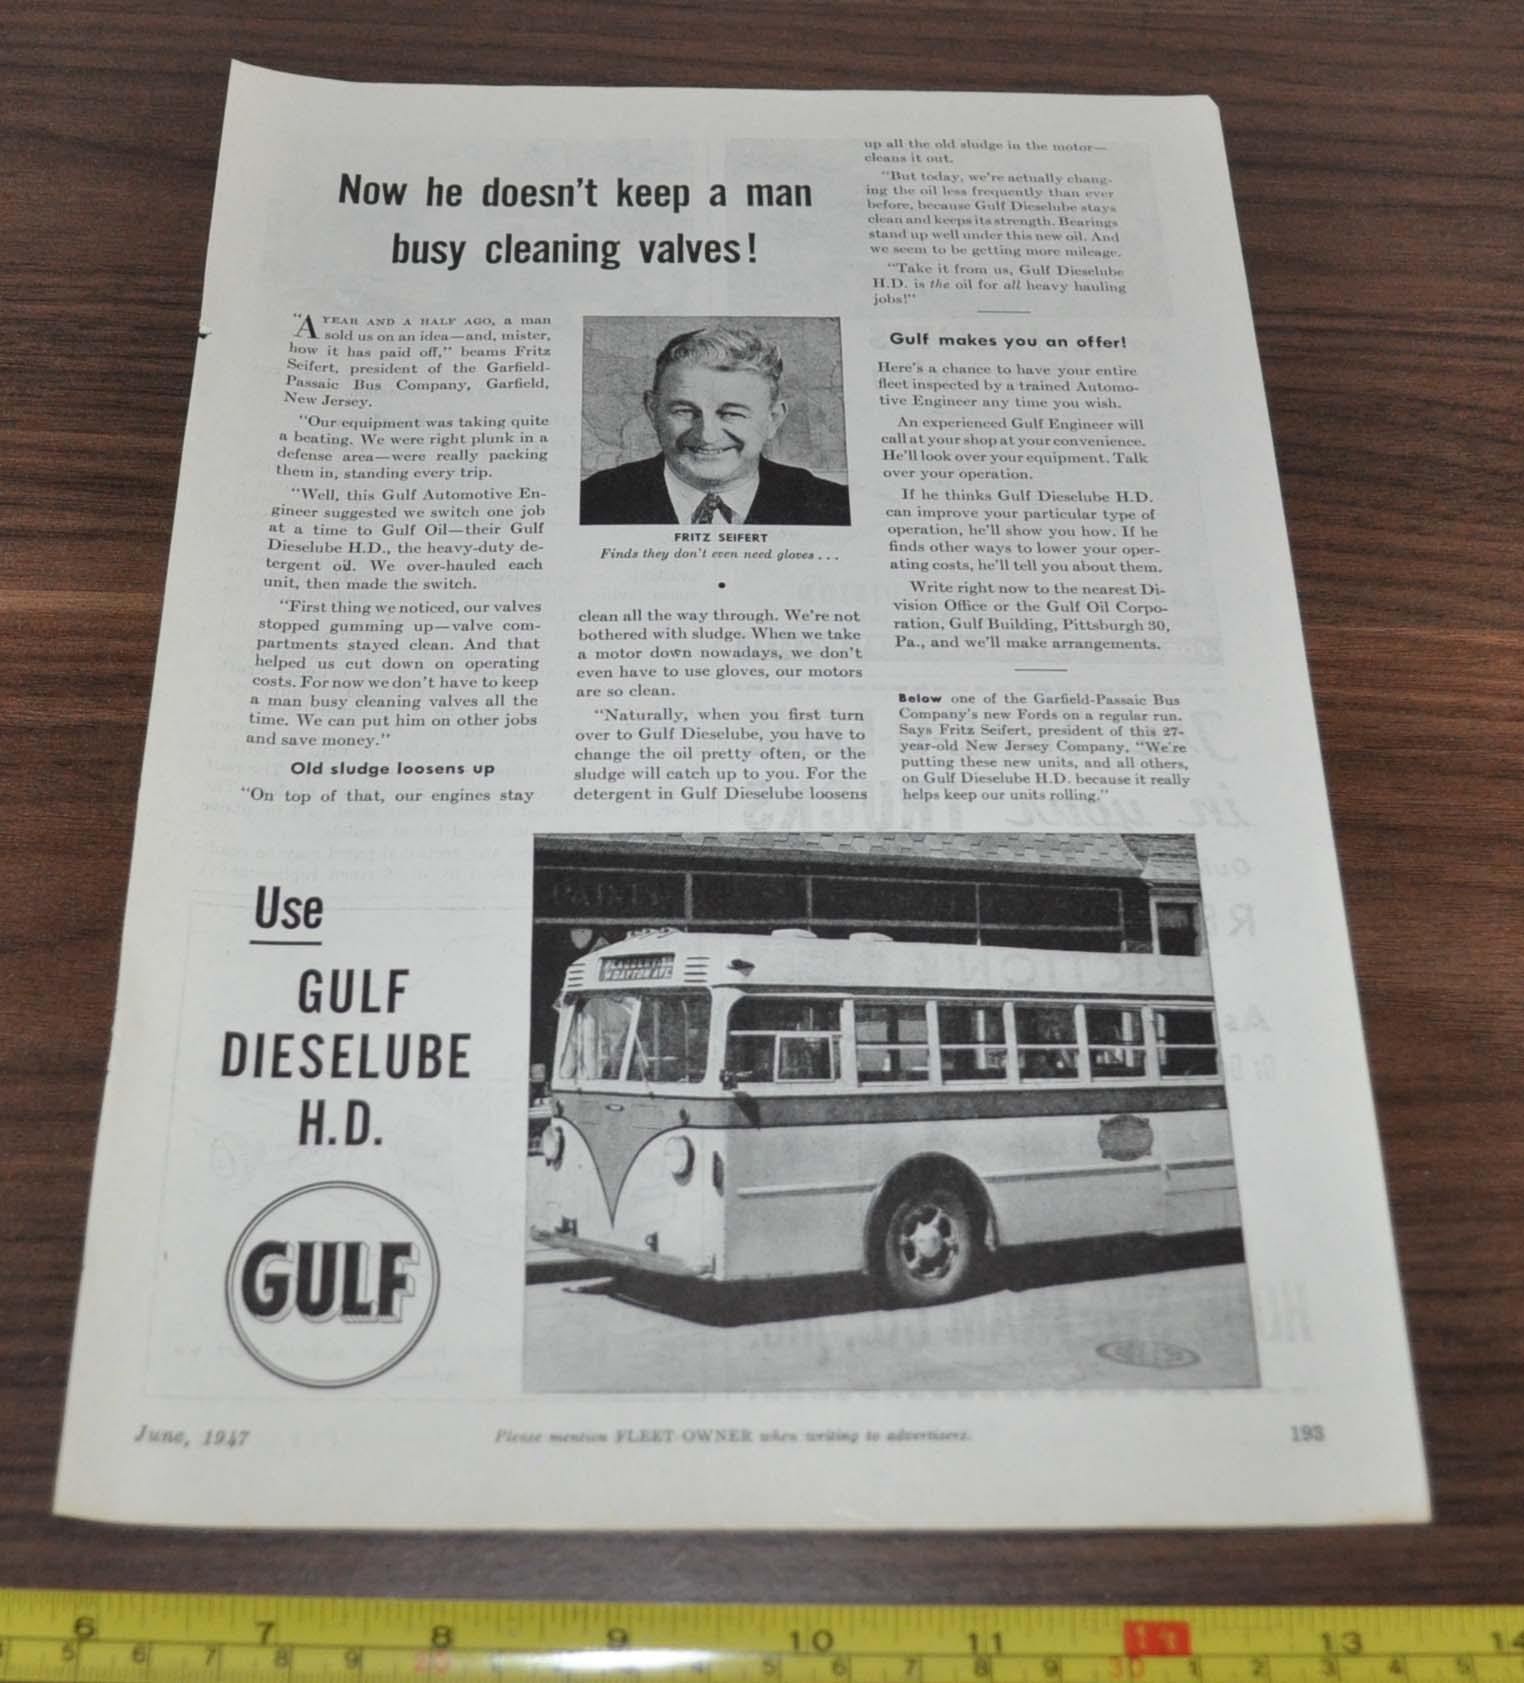 Now he doesn't keep a man
busy cleaning valves!
"A YEAR AND A HALF AGO, a man
sold us on an idea—and, mister,
how it has paid off," beams Fritz
Seifert, president of the Garfield-
Passaic Bus Company, Garfield,
New Jersey.
"Our equipment was taking quite
a beating. We were right plunk in a
defense area—were really packing
them in, standing every trip.
"Well, this Gulf Automotive En-
gineer suggested we switch one job
at a time to Gulf Oil—their Gulf
Dieselube H.D., the heavy-duty de-
tergent oil. We over-hauled each
unit, then made the switch.
"First thing we noticed, our valves
stopped gumming up—valve com-
partments stayed clean. And that
helped us cut down on operating
costs. For now we don't have to keep
a man busy cleaning valves all the
time. We can put him on other jobs
and save money."
Old sludge loosens up
"On top of that, our engines stay
FRITZ SEIFERT
Finds they don't even need gloves . . .
clean all the way through. We're not
bothered with sludge. When we take
a motor down nowadays, we don't
even have to use gloves, our motors
are so clean.
"Naturally, when you first turn
over to Gulf Dieselube, you have to
change the oil pretty often, or the
sludge will catch up to you. For the
detergent in Gulf Dieselube loosens
up all the old sludge in the motor—
cleans it out.
"But today, we're actually chang-
ing the oil less frequently than ever
before, because Gulf Dieselube stays
clean and keeps its strength. Bearings
stand up well under this new oil. And
we seem to be getting more mileage.
"Take it from us, Gulf Dieselube
H.D. is the oil for all heavy hauling
jobs!"
Gulf makes you an offer!
Here's a chance to have your entire
fleet inspected by a trained Automo-
tive Engineer any time you wish.
An experienced Gulf Engineer will
call at your shop at your convenience.
He'll look over your equipment. Talk
over your operation.
If he thinks Gulf Dieselube H.D.
can improve your particular type of
operation, he'll show you how. If he
finds other ways to lower your oper-
ating costs, he'll tell you about them.
Write right now to the nearest Di-
vision Office or the Gulf Oil Corpo-
ration, Gulf Building, Pittsburgh 30,
Pa., and we'll make arrangements.
Below one of the Garfield-Passaic Bus
Company's new Fords on a regular run.
Says Fritz Seifert, president of this 27-
year-old New Jersey Company, "We're
putting these new units, and all others,
on Gulf Dieselube H.D. because it really
helps keep our units rolling."
Use
GULF
DIESELUBE
H.D.
GULF
DAYTON AVE.
June, 1947
Please mention FLEET OWNER when writing to advertisers.
193
6 7 8 9 10 11 13 14
5 6 7 8 9 20 5 6 7 8 9 30 1 2 3 4 5